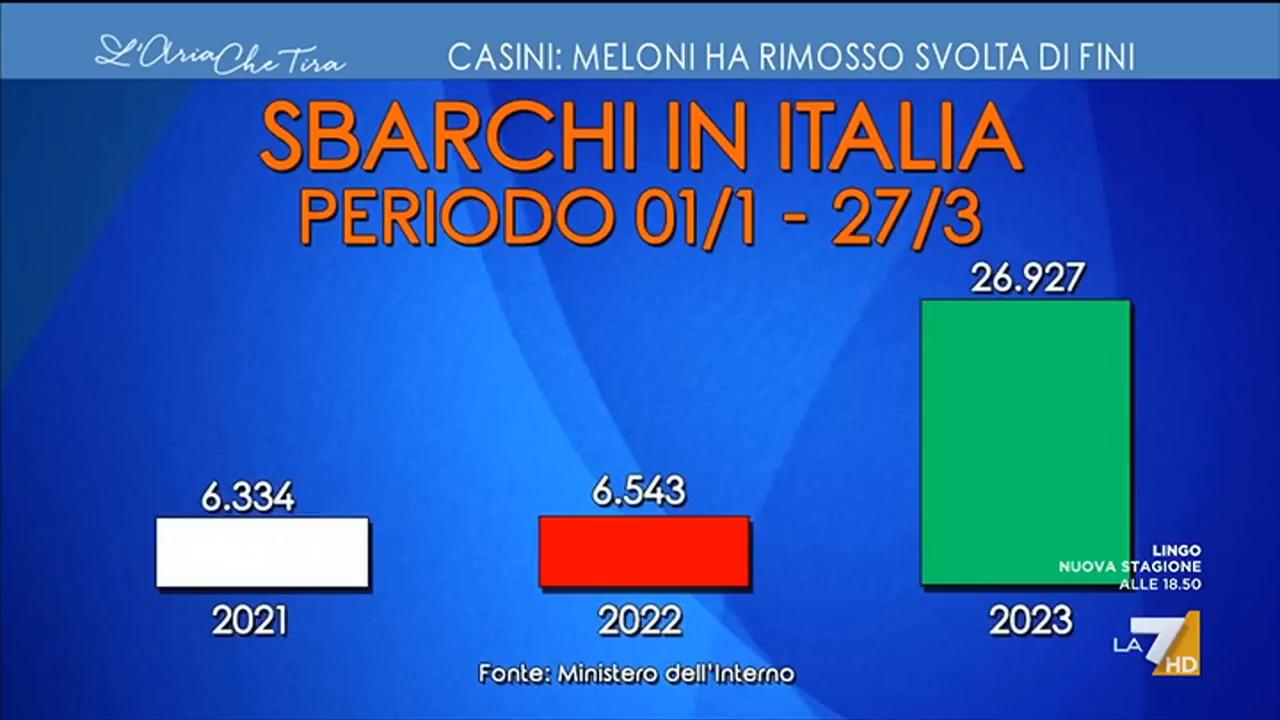 L'Aria Che Tira
CASINI: MELONI HA RIMOSSO SVOLTA DI FINI
SBARCHI IN ITALIA
PERIODO 01/1 - 27/3
26.927
6.334
6.543
LINGO
NUOVA STAGIONE
ALLE 18.50
2021
2022
2023
LA7
HD
Fonte: Ministero dell'Interno